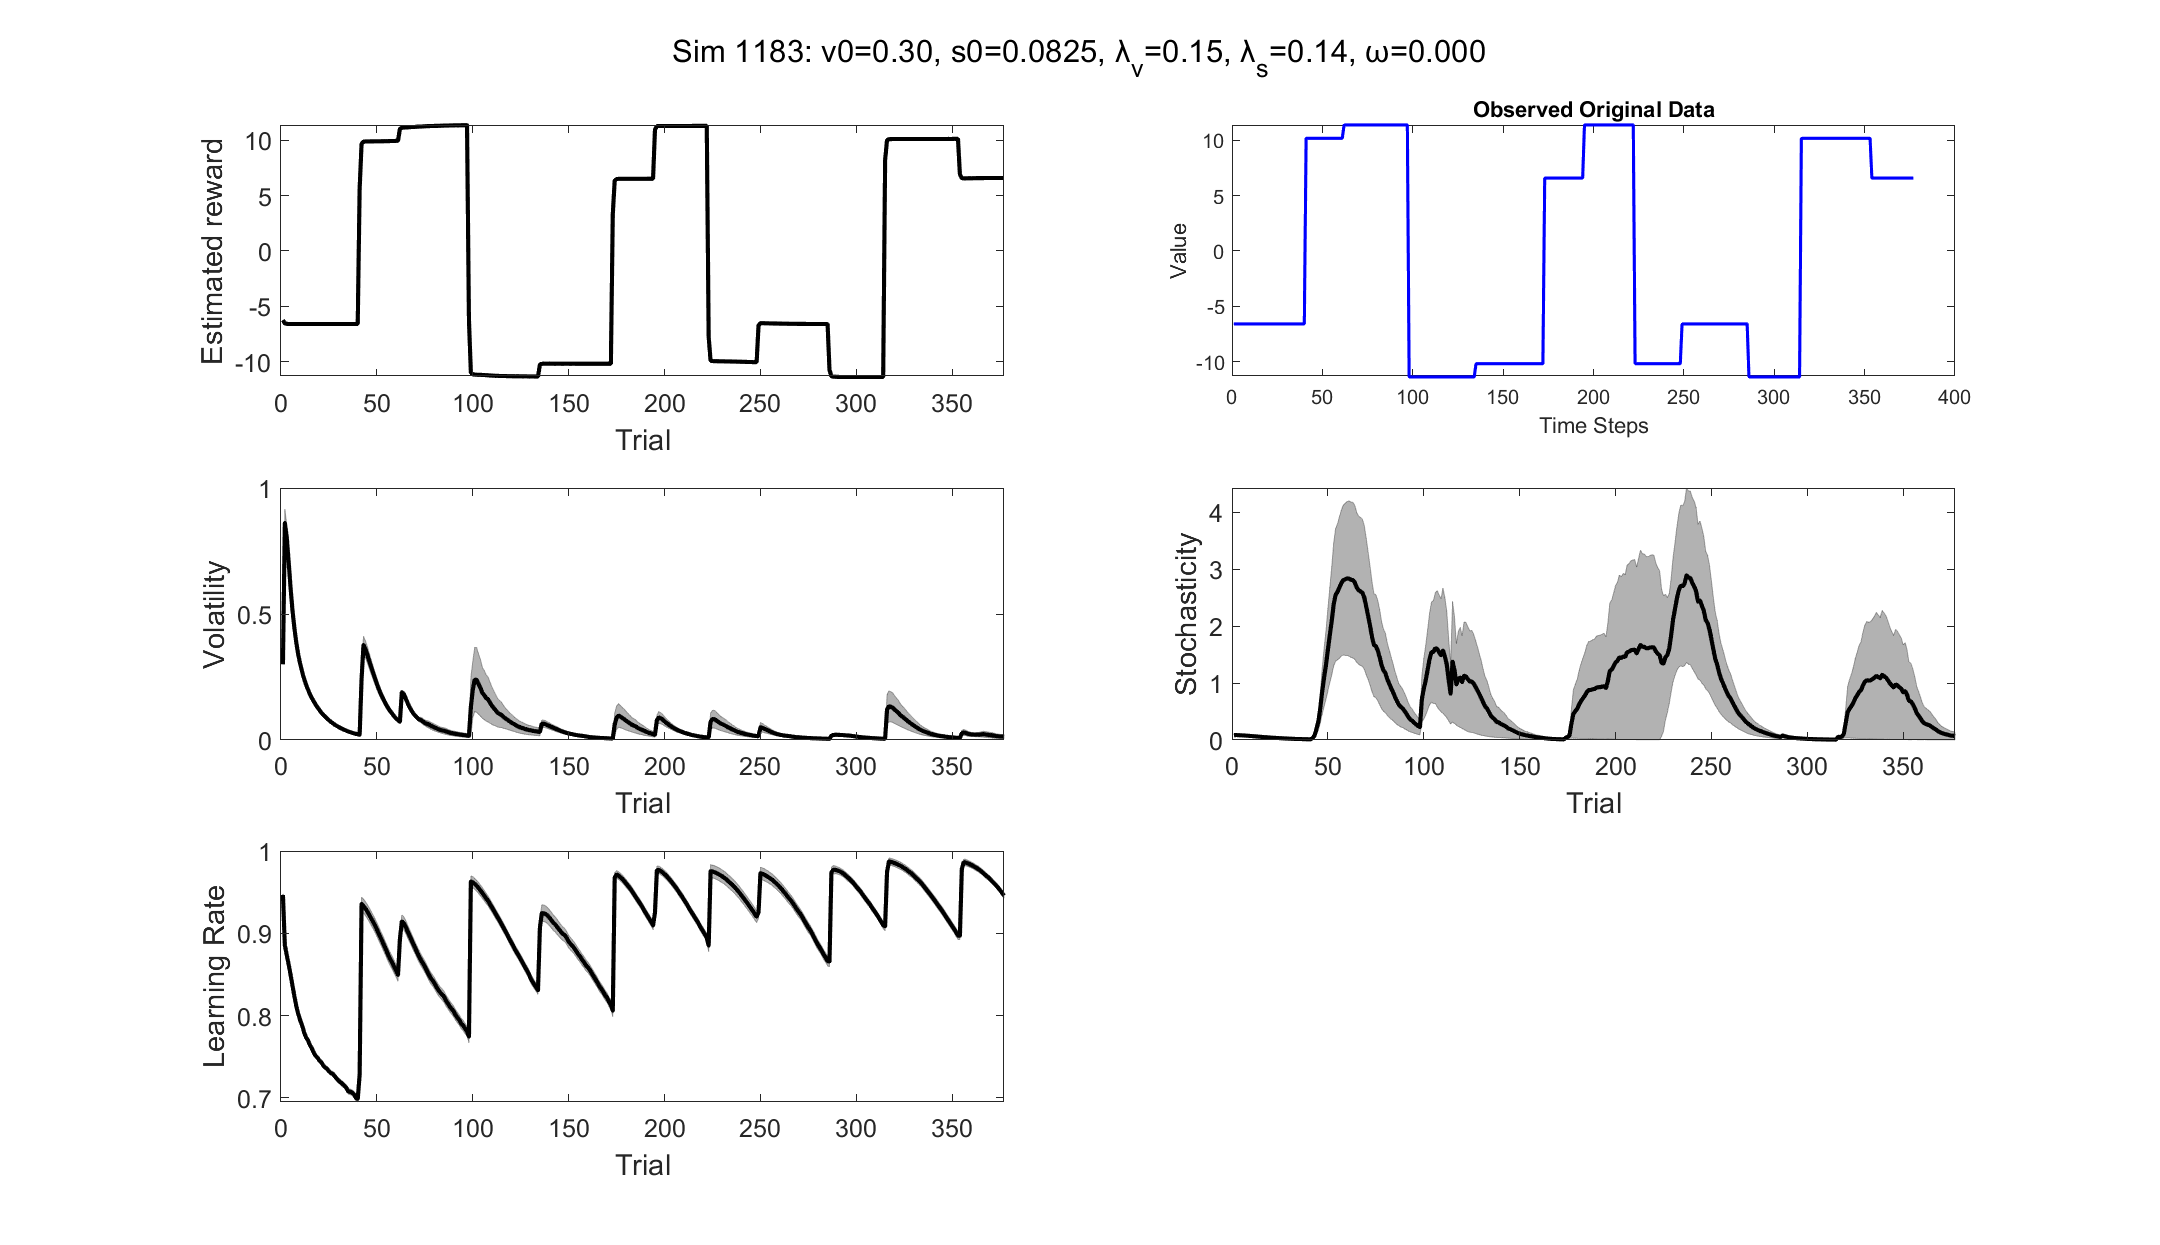 Sim 1183: v0=0.30, s0=0.0825, λv=0.15, λs=0.14, ω=0.000
Estimated reward
10
5
0
-5
-10
0 50 100 150 200 250 300 350
Trial
Observed Original Data
Value
10
5
0
-5
-10
0 50 100 150 200 250 300 350 400
Time Steps
Volatility
1
0.5
0
0 50 100 150 200 250 300 350
Trial
Stochasticity
4
3
2
1
0
0 50 100 150 200 250 300 350
Trial
Learning Rate
1
0.9
0.8
0.7
0 50 100 150 200 250 300 350
Trial